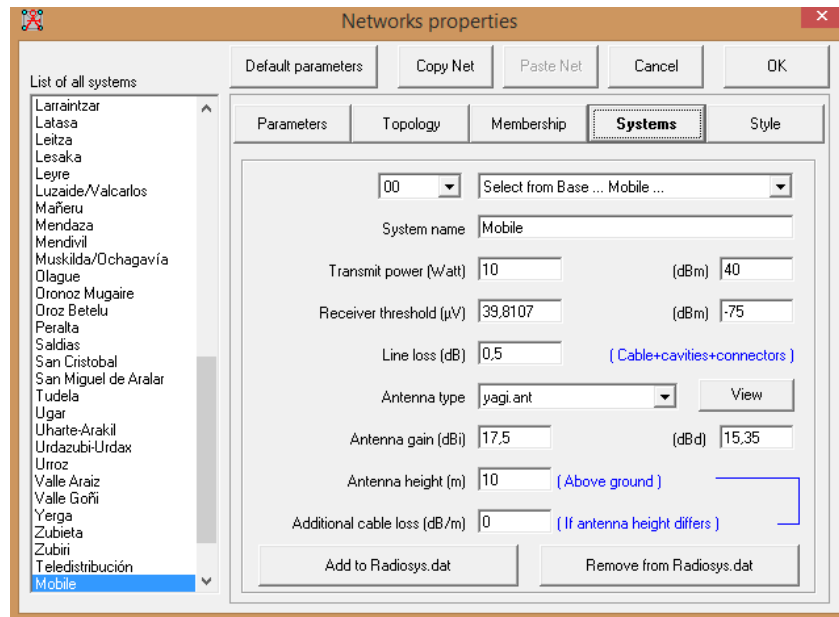 Networks properties
Default parameters
Copy Net
Paste Net
Cancel
OK
List of all systems
Larraintzar
Latasa
Leitza
Lesaka
Leyre
Luzaide/Valcarlos
Mañeru
Mendaza
Mendivil
Muskilda/Ochagavía
Olague
Oronoz Mugaire
Oroz Betelu
Peralta
Saldias
San Cristobal
San Miguel de Aralar
Tudela
Ugar
Uharte-Arakil
Urdazubi-Urdax
Urroz
Valle Araiz
Valle Goñi
Yerga
Zubieta
Zubiri
Teledistribución
Mobile
Parameters
Topology
Membership
Systems
Style
00 Select from Base ... Mobile ...
System name Mobile
Transmit power (Watt) 10 (dBm) 40
Receiver threshold (µV) 39,8107 (dBm) -75
Line loss (dB) 0,5 ( Cable+cavities+connectors )
Antenna type yagi.ant View
Antenna gain (dBi) 17,5 (dBd) 15,35
Antenna height (m) 10 ( Above ground )
Additional cable loss (dB/m) 0 ( If antenna height differs )
Add to Radiosys.dat
Remove from Radiosys.dat